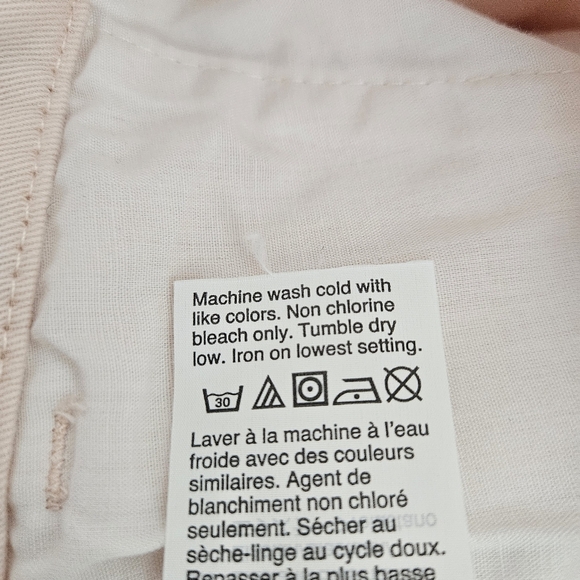 Machine wash cold with
like colors. Non chlorine
bleach only. Tumble dry
low. Iron on lowest setting.
30
Laver à la machine à l'eau
froide avec des couleurs
similaires. Agent de
blanchiment non chloré
seulement. Sécher au
sèche-linge au cycle doux.
Repasser à la plus basse